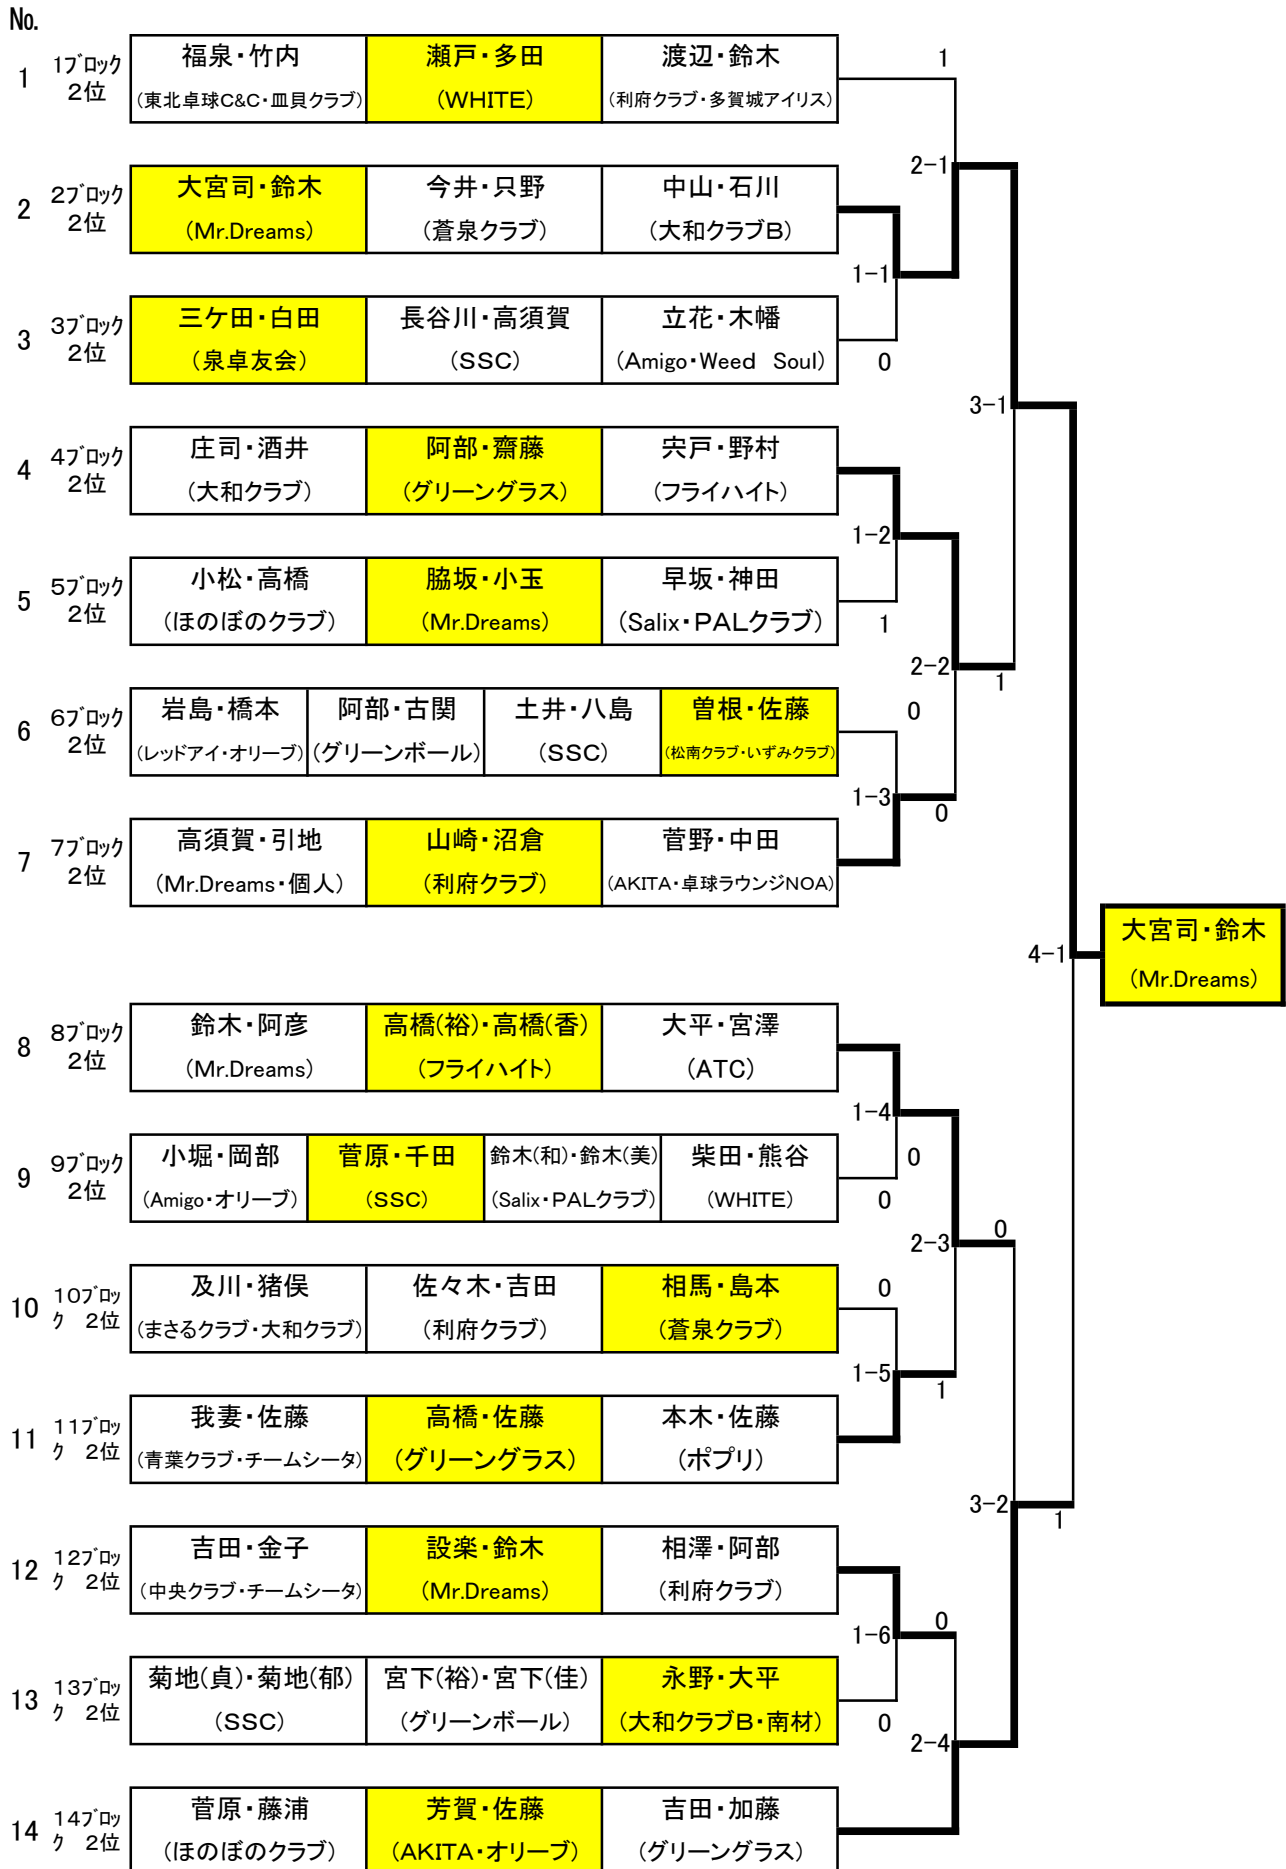 No.
1 1ブロック 2位 福泉・竹内 瀬戸・多田 渡辺・鈴木 1
(東北卓球C&C・皿貝クラブ) (WHITE) (利府クラブ・多賀城アイリス)
2-1
2 2ブロック 2位 大宮司・鈴木 今井・只野 中山・石川
(Mr.Dreams) (蒼泉クラブ) (大和クラブB)
1-1
3 3ブロック 2位 三ケ田・白田 長谷川・高須賀 立花・木幡
(泉卓友会) (SSC) (Amigo・Weed Soul) 0
3-1
4 4ブロック 2位 庄司・酒井 阿部・齋藤 宍戸・野村
(大和クラブ) (グリーングラス) (フライハイト)
1-2
5 5ブロック 2位 小松・高橋 脇坂・小玉 早坂・神田
(ほのぼのクラブ) (Mr.Dreams) (Salix・PALクラブ) 1
2-2 1
6 6ブロック 2位 岩島・橋本 阿部・古関 土井・八島 曽根・佐藤 0
(レッドアイ・オリーブ) (グリーンボール) (SSC) (松南クラブ・いずみクラブ)
1-3 0
7 7ブロック 2位 高須賀・引地 山崎・沼倉 菅野・中田
(Mr.Dreams・個人) (利府クラブ) (AKITA・卓球ラウンジNOA)
大宮司・鈴木
4-1
(Mr.Dreams)
8 8ブロック 2位 鈴木・阿彦 高橋(裕)・高橋(香) 大平・宮澤
(Mr.Dreams) (フライハイト) (ATC)
1-4
9 9ブロック 2位 小堀・岡部 菅原・千田 鈴木(和)・鈴木(美) 柴田・熊谷 0
(Amigo・オリーブ) (SSC) (Salix・PALクラブ) (WHITE) 0
2-3 0
10 10ブロック 2位 及川・猪俣 佐々木・吉田 相馬・島本 0
(まさるクラブ・大和クラブ) (利府クラブ) (蒼泉クラブ)
1-5 1
11 11ブロック 2位 我妻・佐藤 高橋・佐藤 本木・佐藤
(青葉クラブ・チームシータ) (グリーングラス) (ポプリ)
3-2 1
12 12ブロック 2位 吉田・金子 設楽・鈴木 相澤・阿部
(中央クラブ・チームシータ) (Mr.Dreams) (利府クラブ)
1-6 0
13 13ブロック 2位 菊地(貞)・菊地(郁) 宮下(裕)・宮下(佳) 永野・大平
(SSC) (グリーンボール) (大和クラブB・南材) 0
2-4
14 14ブロック 2位 菅原・藤浦 芳賀・佐藤 吉田・加藤
(ほのぼのクラブ) (AKITA・オリーブ) (グリーングラス)